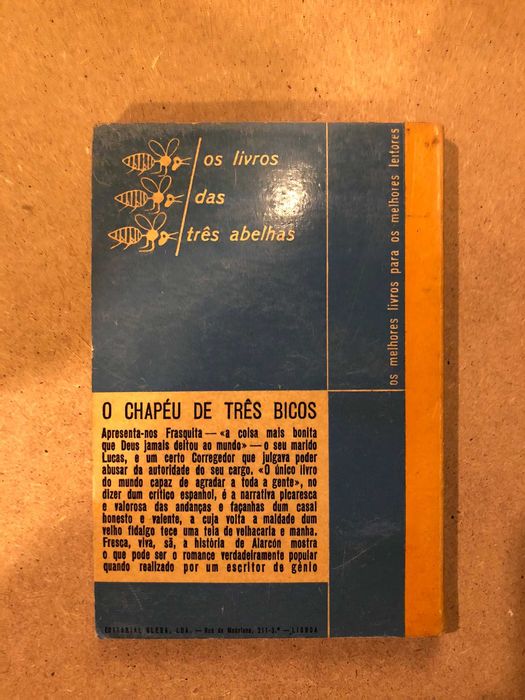 os livros
das
três abelhas
os melhores livros para os melhores leitores
O CHAPÉU DE TRÊS BICOS
Apresenta-nos Frasquita — «a coisa mais bonita
que Deus jamais deitou ao mundo» — o seu marido
Lucas, e um certo Corregedor que julgava poder
abusar da autoridade do seu cargo. «O único livro
do mundo capaz de agradar a toda a gente», no
dizer dum crítico espanhol, é a narrativa picaresca
e valorosa das andanças e façanhas dum casal
honesto e valente, a cuja volta a maldade dum
velho fidalgo tece uma teia de velhacaria e manha.
Fresca, viva, sã, a história de Alarcón mostra
o que pode ser o romance verdadeiramente popular
quando realizado por um escritor de génio
EDITORIAL GLEBA, LDA. — Rua da Madalena, 211-3.º — LISBOA